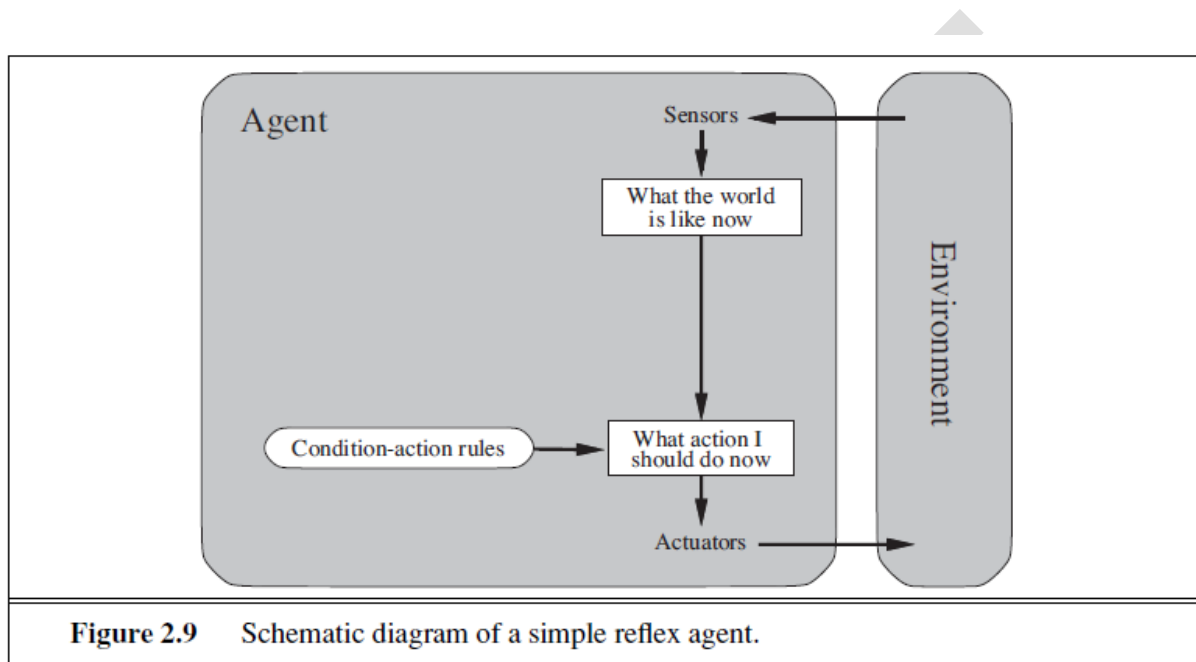 Agent
Sensors
What the world
is like now
Environment
Condition-action rules
What action I
should do now
Actuators
Figure 2.9 Schematic diagram of a simple reflex agent.